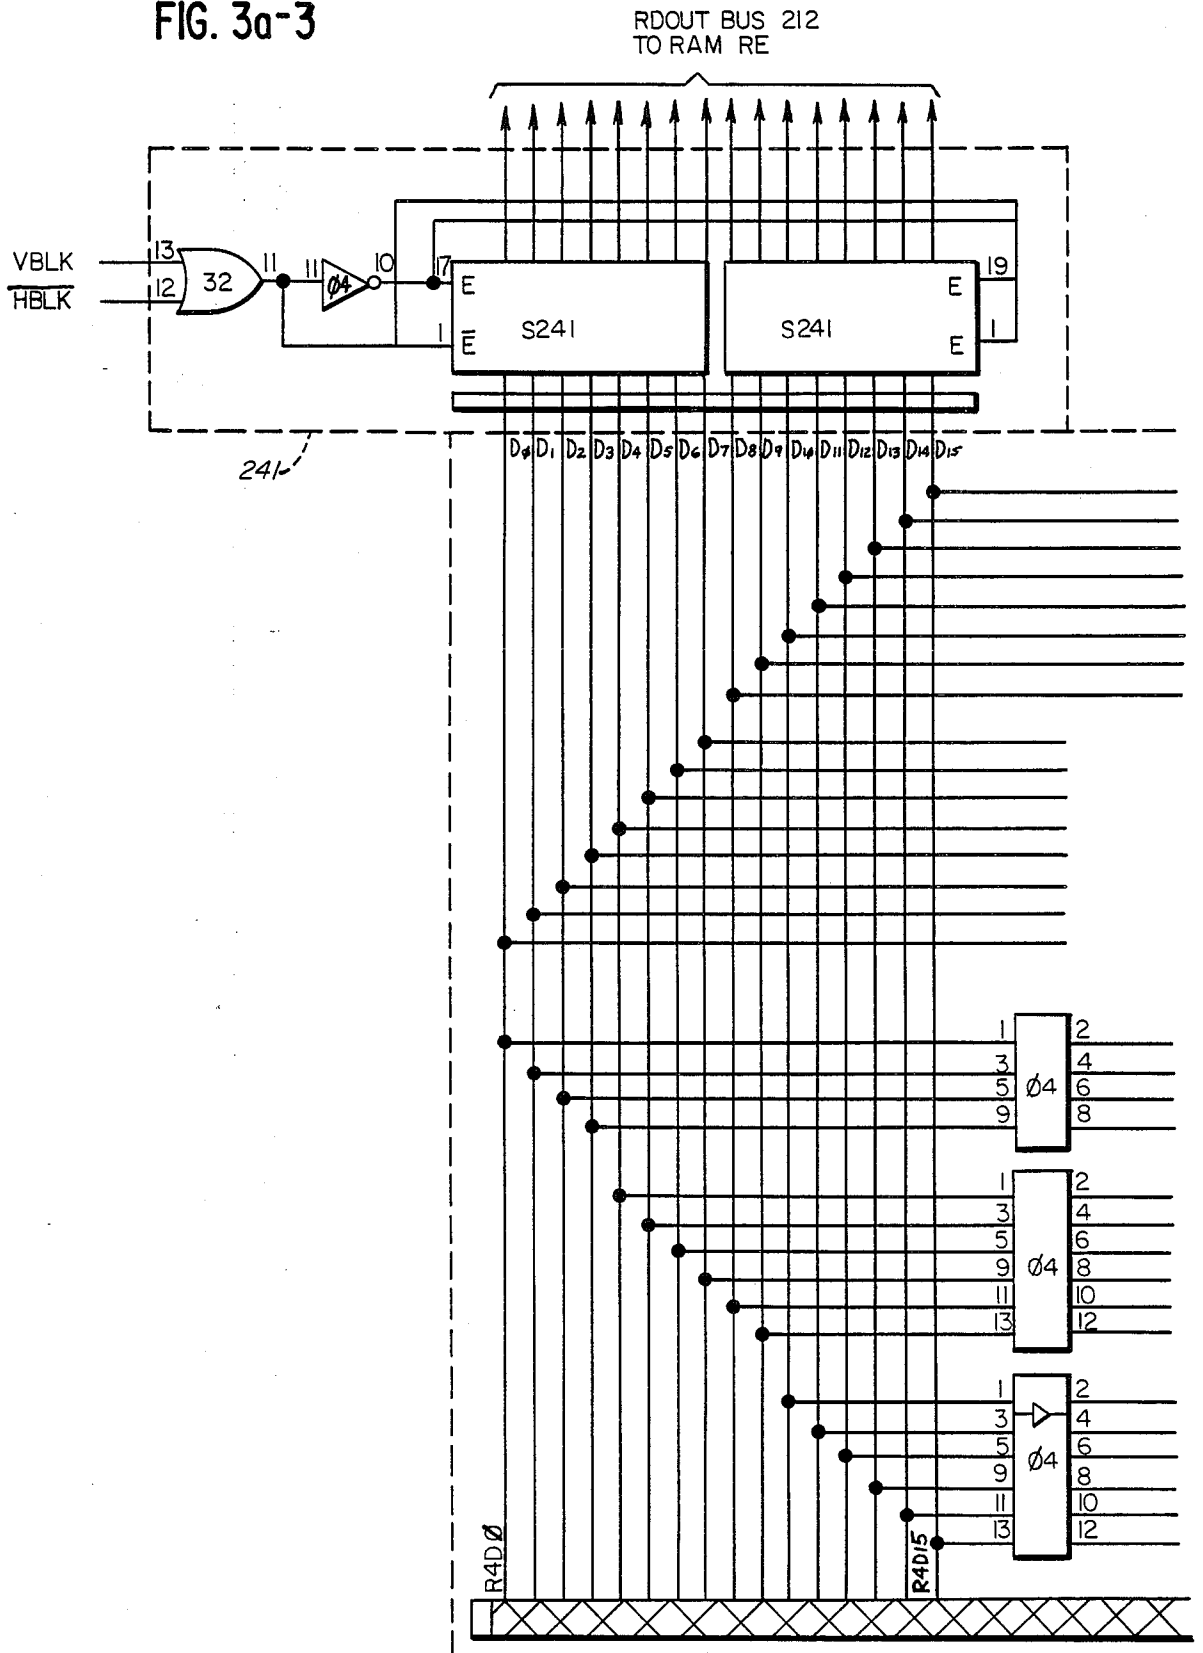 FIG. 3a-3
RDOUT BUS 212
TO RAM RE
VBLK
H̅B̅L̅K̅
13
12
32
11
11
Ø4
10
17
E
1
E̅
S241
S241
19
E
1
E
241
DØ D1 D2 D3 D4 D5 D6 D7 D8 D9 D1Ø D11 D12 D13 D14 D15
1 2
3 4
5 Ø4 6
9 8
1 2
3 4
5 6
9 Ø4 8
11 10
13 12
1 2
3 4
5 Ø4 6
9 8
11 10
13 12
R4DØ
R4D15